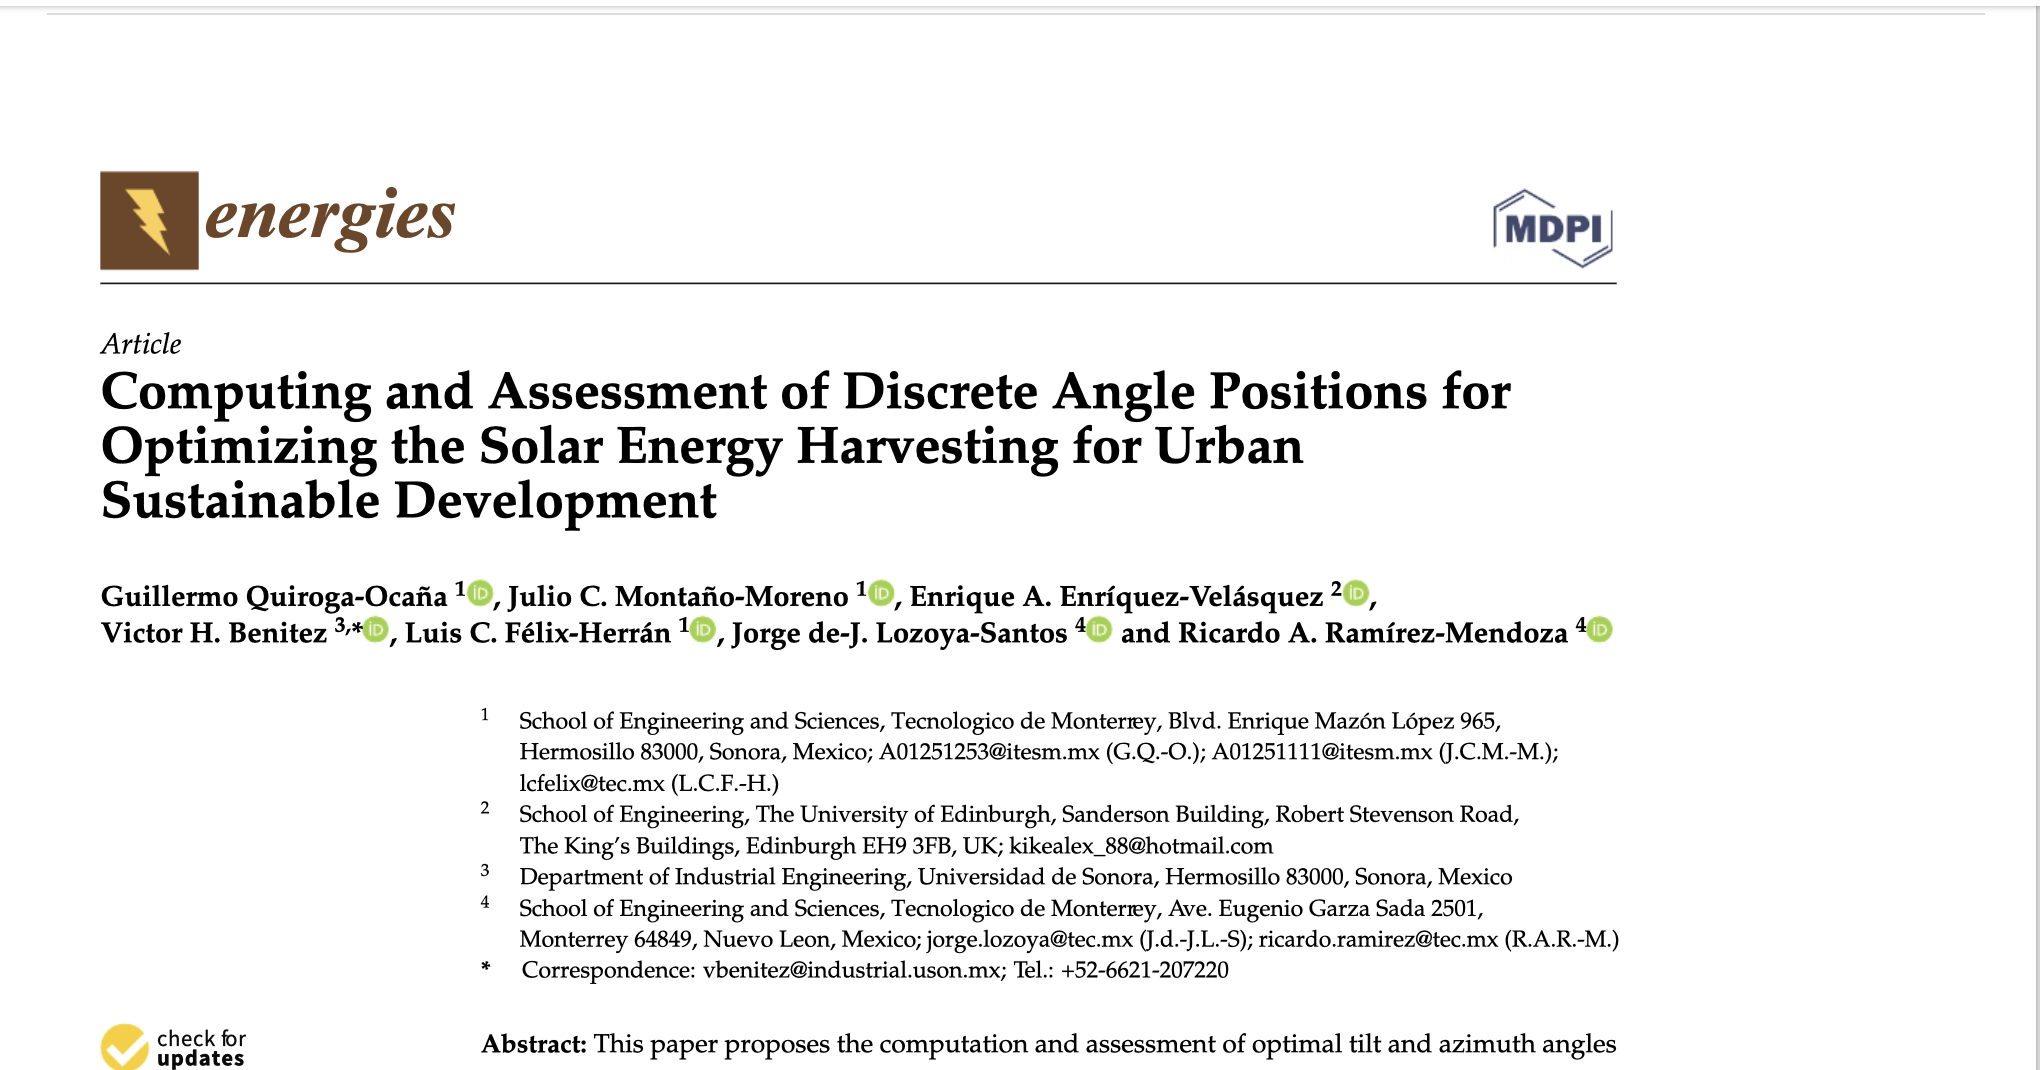 energies
MDPI
Article
Computing and Assessment of Discrete Angle Positions for
Optimizing the Solar Energy Harvesting for Urban
Sustainable Development
Guillermo Quiroga-Ocaña 1 iD, Julio C. Montaño-Moreno 1 iD, Enrique A. Enríquez-Velásquez 2 iD,
Victor H. Benitez 3,* iD, Luis C. Félix-Herrán 1 iD, Jorge de-J. Lozoya-Santos 4 iD and Ricardo A. Ramírez-Mendoza 4 iD
1 School of Engineering and Sciences, Tecnologico de Monterrey, Blvd. Enrique Mazón López 965,
Hermosillo 83000, Sonora, Mexico; A01251253@itesm.mx (G.Q.-O.); A01251111@itesm.mx (J.C.M.-M.);
lcfelix@tec.mx (L.C.F.-H.)
2 School of Engineering, The University of Edinburgh, Sanderson Building, Robert Stevenson Road,
The King’s Buildings, Edinburgh EH9 3FB, UK; kikealex_88@hotmail.com
3 Department of Industrial Engineering, Universidad de Sonora, Hermosillo 83000, Sonora, Mexico
4 School of Engineering and Sciences, Tecnologico de Monterrey, Ave. Eugenio Garza Sada 2501,
Monterrey 64849, Nuevo Leon, Mexico; jorge.lozoya@tec.mx (J.d.-J.L.-S); ricardo.ramirez@tec.mx (R.A.R.-M.)
* Correspondence: vbenitez@industrial.uson.mx; Tel.: +52-6621-207220
check for
updates
Abstract: This paper proposes the computation and assessment of optimal tilt and azimuth angles